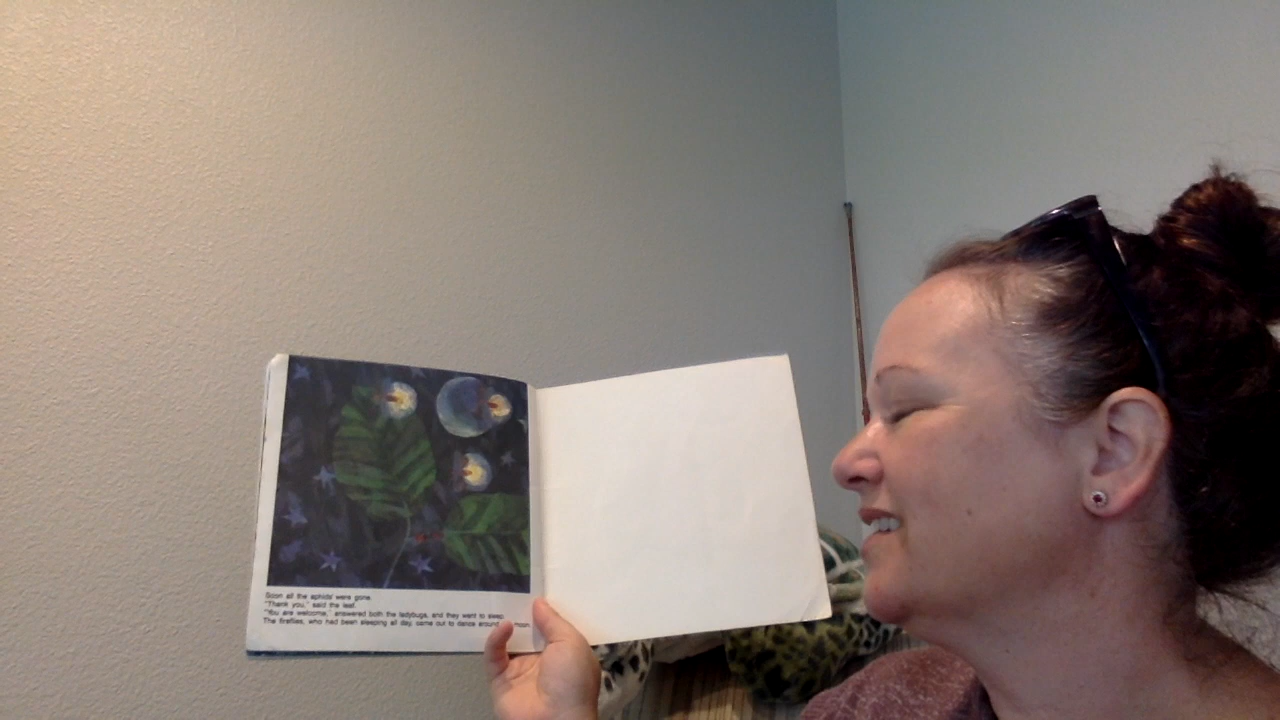 Soon all the aphids were gone.
"Thank you," said the leaf.
"You are welcome," answered both the ladybugs, and they went to sleep.
The fireflies, who had been sleeping all day, came out to dance around moon.